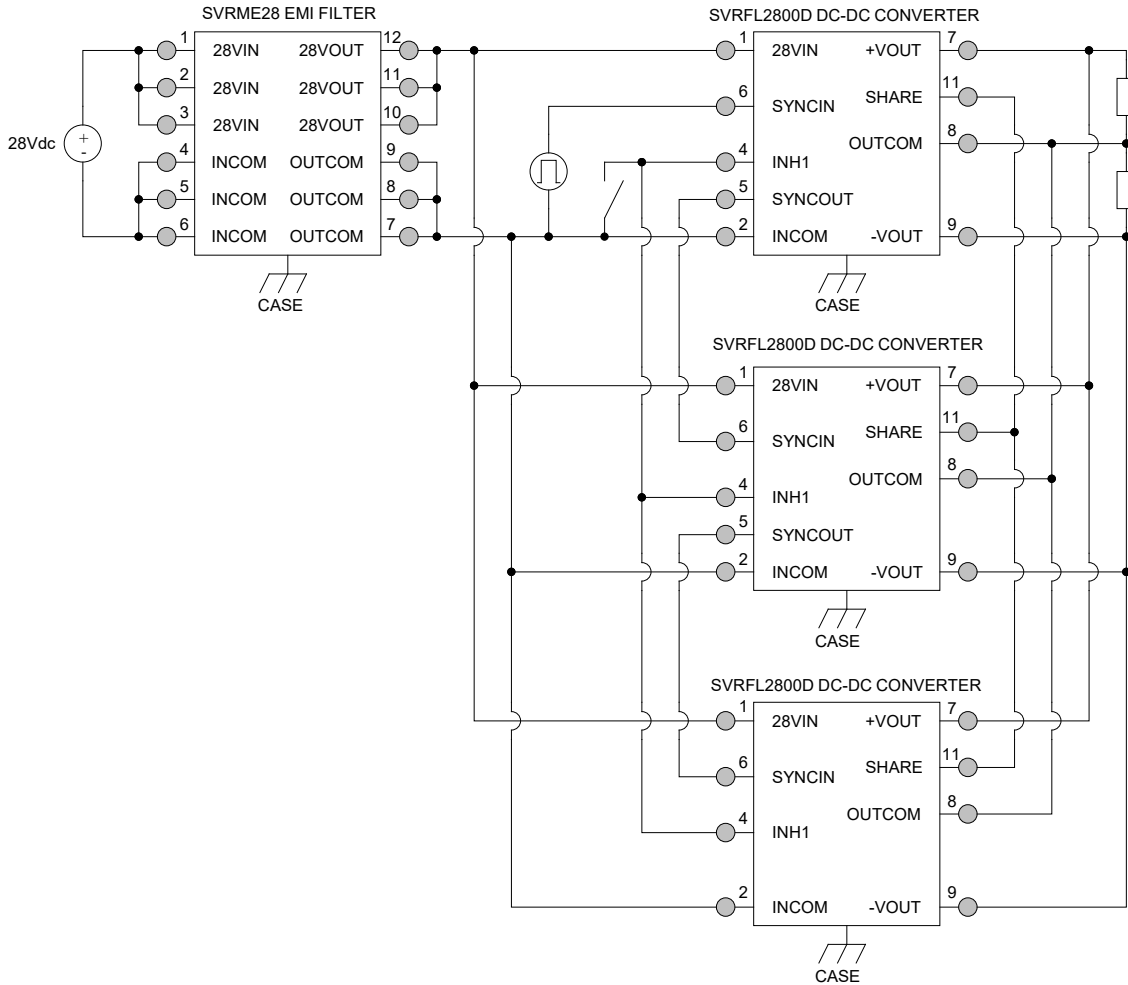 SVRME28 EMI FILTER
1 28VIN 28VOUT 12
2 28VIN 28VOUT 11
3 28VIN 28VOUT 10
4 INCOM OUTCOM 9
5 INCOM OUTCOM 8
6 INCOM OUTCOM 7
28Vdc
+
-
CASE
SVRFL2800D DC-DC CONVERTER
1 28VIN +VOUT 7
6 SYNCIN SHARE 11
4 INH1 OUTCOM 8
5 SYNCOUT
2 INCOM -VOUT 9
CASE
SVRFL2800D DC-DC CONVERTER
1 28VIN +VOUT 7
6 SYNCIN SHARE 11
4 INH1 OUTCOM 8
5 SYNCOUT
2 INCOM -VOUT 9
CASE
SVRFL2800D DC-DC CONVERTER
1 28VIN +VOUT 7
6 SYNCIN SHARE 11
4 INH1 OUTCOM 8
2 INCOM -VOUT 9
CASE